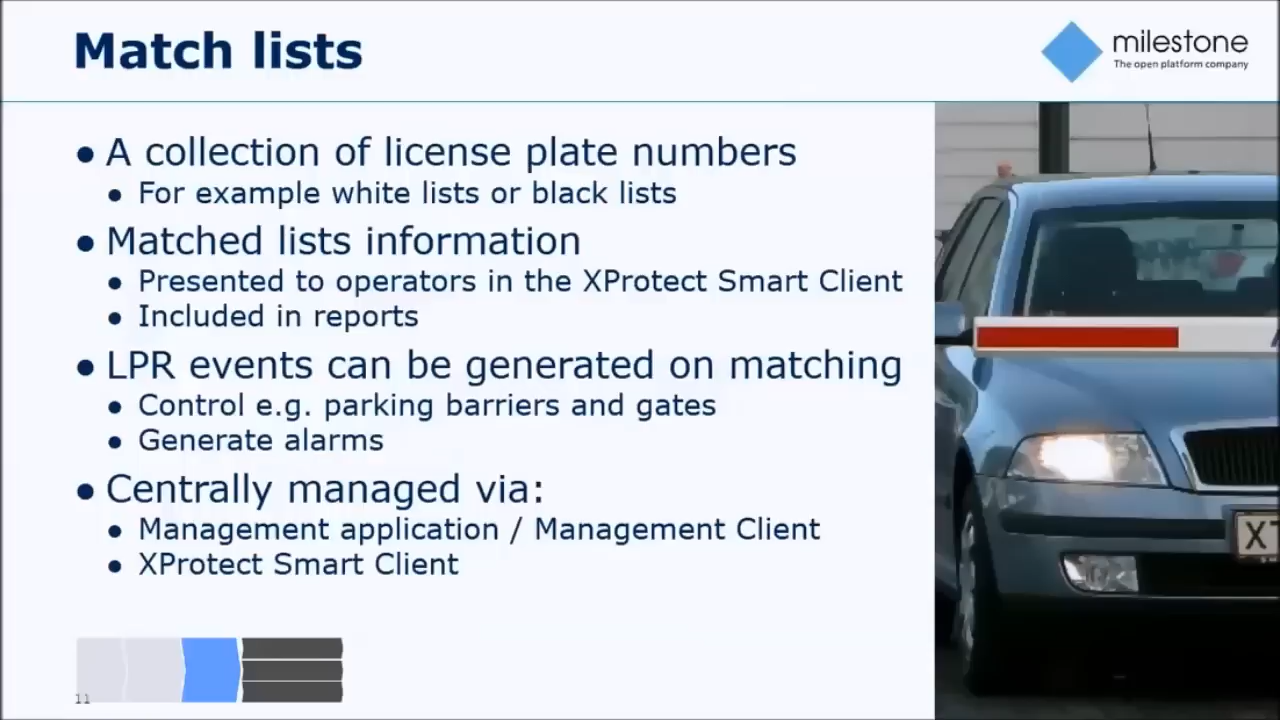 Match lists
milestone
The open platform company
● A collection of license plate numbers
● For example white lists or black lists
● Matched lists information
● Presented to operators in the XProtect Smart Client
● Included in reports
● LPR events can be generated on matching
● Control e.g. parking barriers and gates
● Generate alarms
● Centrally managed via:
● Management application / Management Client
● XProtect Smart Client
X
11